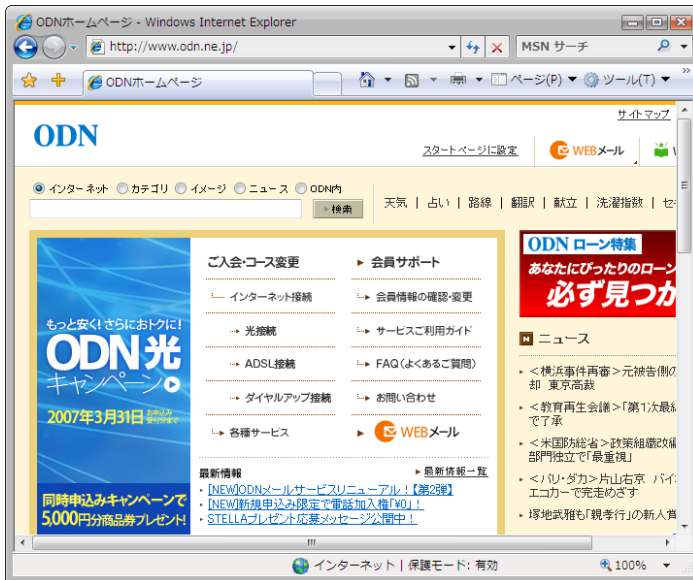 ODNホームページ - Windows Internet Explorer
http://www.odn.ne.jp/
MSN サーチ
ODNホームページ
ページ(P)
ツール(T)
サイトマップ
ODN
スタートページに設定
WEBメール
インターネット カテゴリ イメージ ニュース ODN内
検索
天気 | 占い | 路線 | 翻訳 | 献立 | 洗濯指数 | セ
もっと安く!さらにおトクに!
ODN光
キャンペーン
2007年3月31日 お申込み受付分まで
同時申込みキャンペーンで
5,000円分商品券プレゼント!
ご入会・コース変更
インターネット接続
光接続
ADSL接続
ダイヤルアップ接続
各種サービス
会員サポート
会員情報の確認・変更
サービスご利用ガイド
FAQ(よくあるご質問)
お問い合わせ
WEBメール
最新情報
最新情報一覧
[NEW]ODNメールサービスリニューアル!【第2弾】
[NEW]新規申込み限定で電話加入権「¥0」!
STELLAプレゼント応募メッセージ公開中!
ODN ローン特集
あなたにぴったりのローン
必ず見つか
N ニュース
<横浜事件再審>元被告側の
却 東京高裁
<教育再生会議>「第1次最終
で了承
<米国防総省>政策組織改編
部門独立で「最重視」
<パリ・ダカ>片山右京 バイ
エコカーで完走めざす
塚地武雅も「親孝行」の新人賞
インターネット | 保護モード: 有効
100%